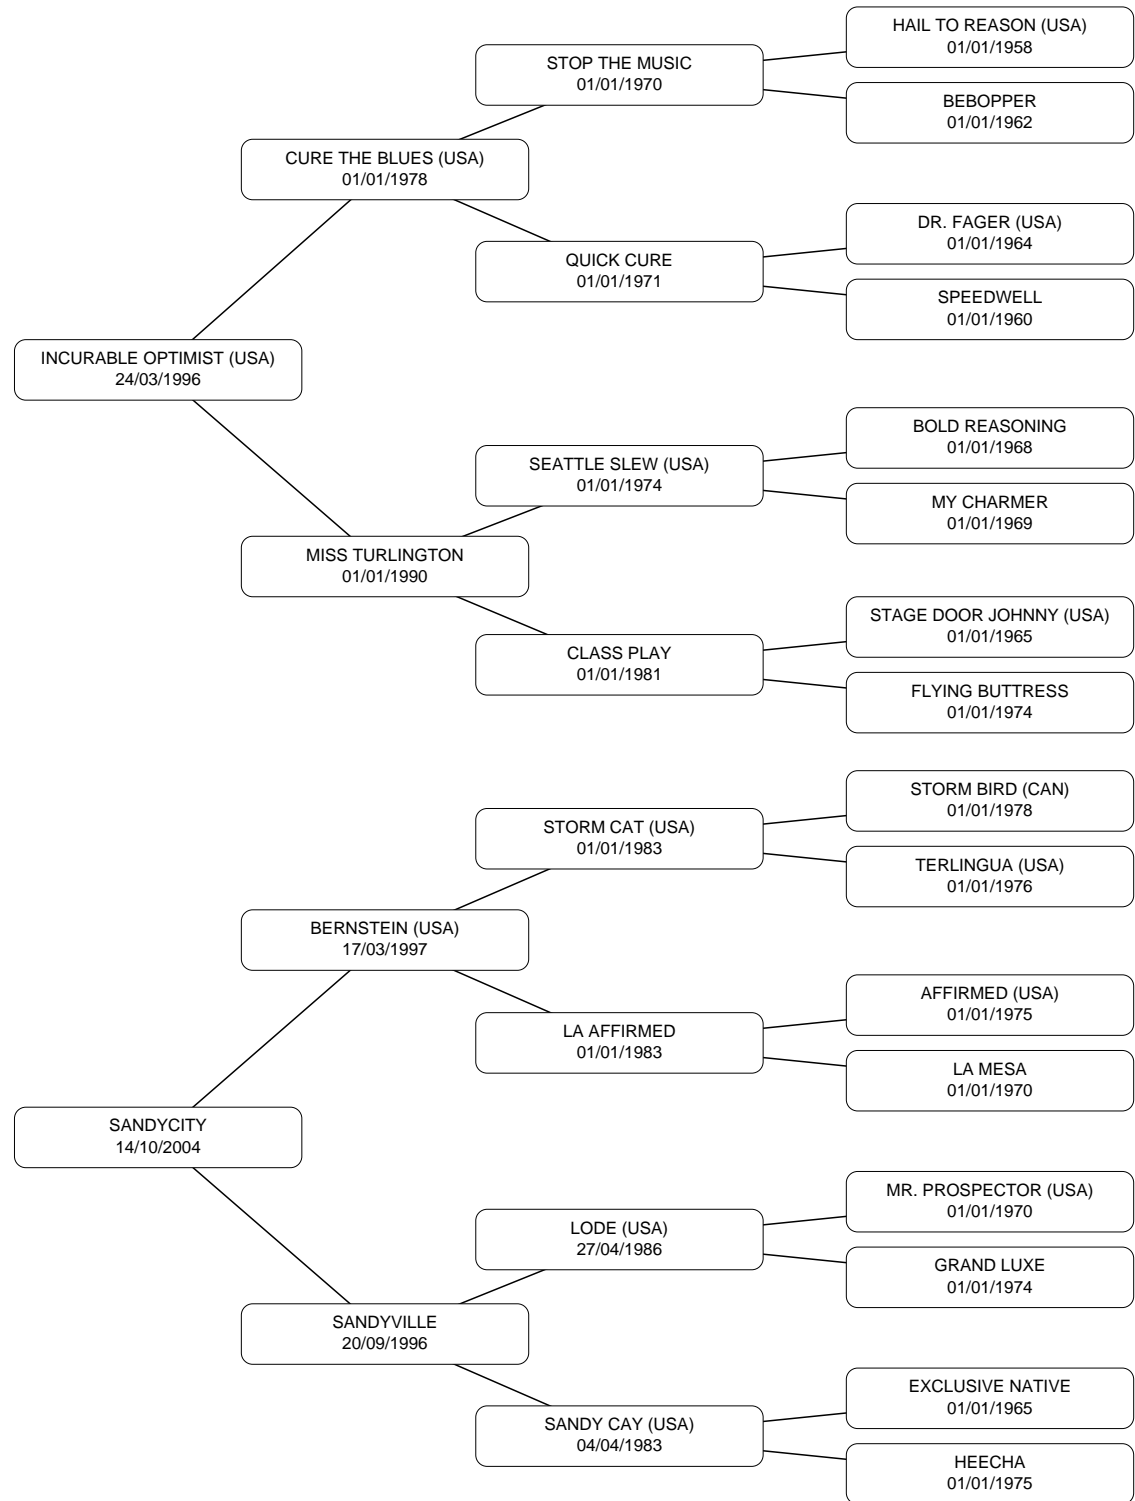 HAIL TO REASON (USA)
01/01/1958
STOP THE MUSIC
01/01/1970
BEBOPPER
01/01/1962
CURE THE BLUES (USA)
01/01/1978
DR. FAGER (USA)
01/01/1964
QUICK CURE
01/01/1971
SPEEDWELL
01/01/1960
INCURABLE OPTIMIST (USA)
24/03/1996
BOLD REASONING
01/01/1968
SEATTLE SLEW (USA)
01/01/1974
MY CHARMER
01/01/1969
MISS TURLINGTON
01/01/1990
STAGE DOOR JOHNNY (USA)
01/01/1965
CLASS PLAY
01/01/1981
FLYING BUTTRESS
01/01/1974
STORM BIRD (CAN)
01/01/1978
STORM CAT (USA)
01/01/1983
TERLINGUA (USA)
01/01/1976
BERNSTEIN (USA)
17/03/1997
AFFIRMED (USA)
01/01/1975
LA AFFIRMED
01/01/1983
LA MESA
01/01/1970
SANDYCITY
14/10/2004
MR. PROSPECTOR (USA)
01/01/1970
LODE (USA)
27/04/1986
GRAND LUXE
01/01/1974
SANDYVILLE
20/09/1996
EXCLUSIVE NATIVE
01/01/1965
SANDY CAY (USA)
04/04/1983
HEECHA
01/01/1975